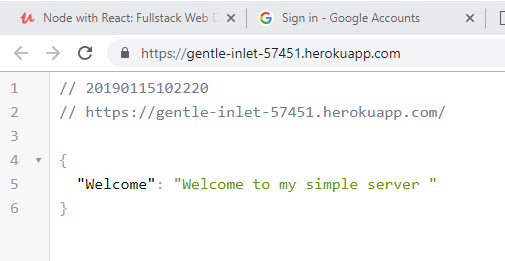 Node with React: Fullstack Web D
Sign in - Google Accounts
https://gentle-inlet-57451.herokuapp.com
1 // 20190115102220
2 // https://gentle-inlet-57451.herokuapp.com/
3
4 {
5 "Welcome": "Welcome to my simple server "
6 }